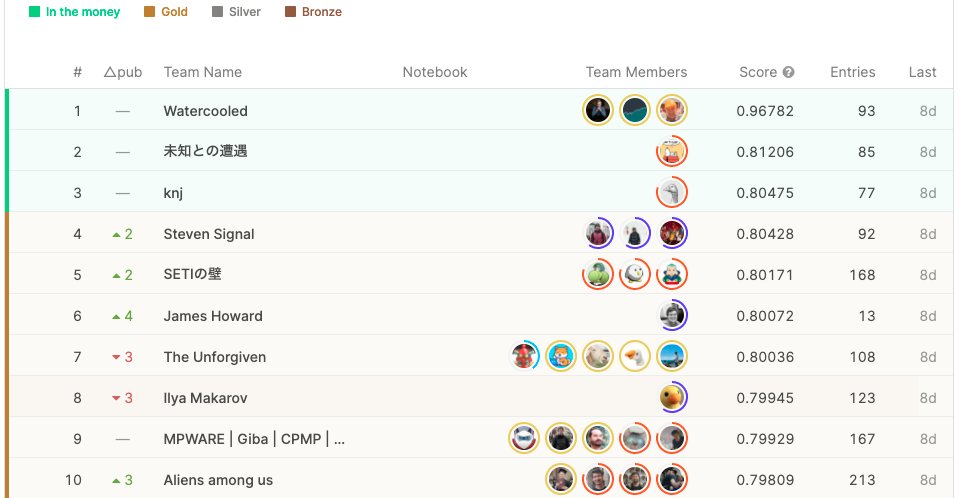 In the money Gold Silver Bronze
# △pub Team Name Notebook Team Members Score ? Entries Last
1 — Watercooled 0.96782 93 8d
2 — 未知との遭遇 0.81206 85 8d
3 — knj 0.80475 77 8d
4 ▲2 Steven Signal 0.80428 92 8d
5 ▲2 SETIの壁 0.80171 168 8d
6 ▲4 James Howard 0.80072 13 8d
7 ▼3 The Unforgiven 0.80036 108 8d
8 ▼3 Ilya Makarov 0.79945 123 8d
9 — MPWARE | Giba | CPMP | ... 0.79929 167 8d
10 ▲3 Aliens among us 0.79809 213 8d